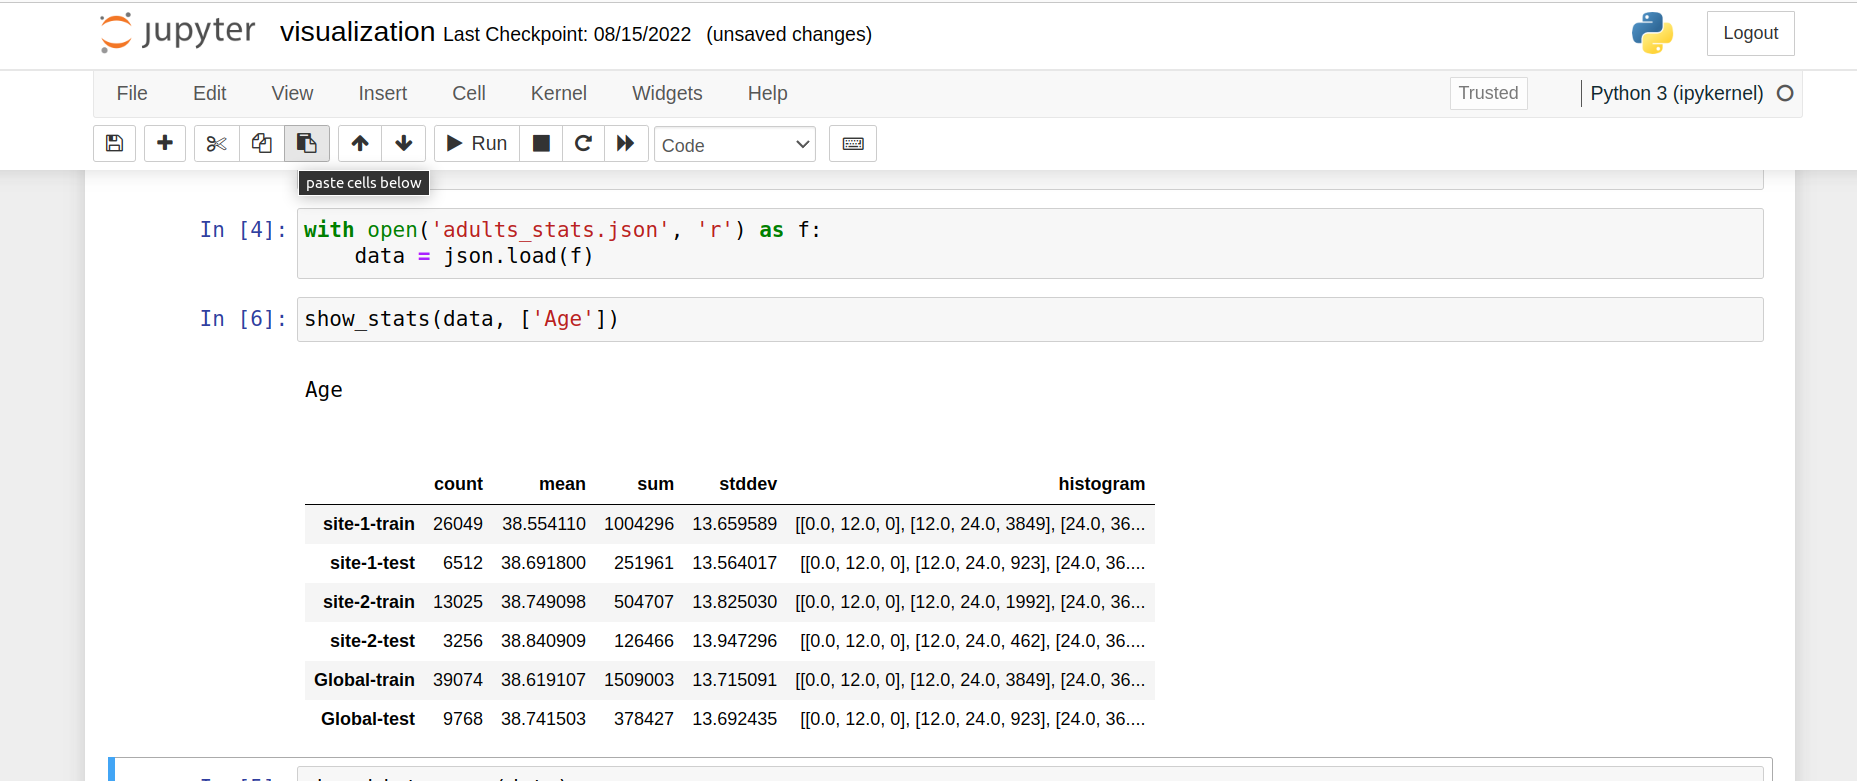 jupyter visualization Last Checkpoint: 08/15/2022 (unsaved changes) Logout
File Edit View Insert Cell Kernel Widgets Help Trusted Python 3 (ipykernel)
Run Code
paste cells below
In [4]: with open('adults_stats.json', 'r') as f:
data = json.load(f)
In [6]: show_stats(data, ['Age'])
Age
count mean sum stddev histogram
site-1-train 26049 38.554110 1004296 13.659589 [[0.0, 12.0, 0], [12.0, 24.0, 3849], [24.0, 36...
site-1-test 6512 38.691800 251961 13.564017 [[0.0, 12.0, 0], [12.0, 24.0, 923], [24.0, 36....
site-2-train 13025 38.749098 504707 13.825030 [[0.0, 12.0, 0], [12.0, 24.0, 1992], [24.0, 36...
site-2-test 3256 38.840909 126466 13.947296 [[0.0, 12.0, 0], [12.0, 24.0, 462], [24.0, 36....
Global-train 39074 38.619107 1509003 13.715091 [[0.0, 12.0, 0], [12.0, 24.0, 3849], [24.0, 36...
Global-test 9768 38.741503 378427 13.692435 [[0.0, 12.0, 0], [12.0, 24.0, 923], [24.0, 36....